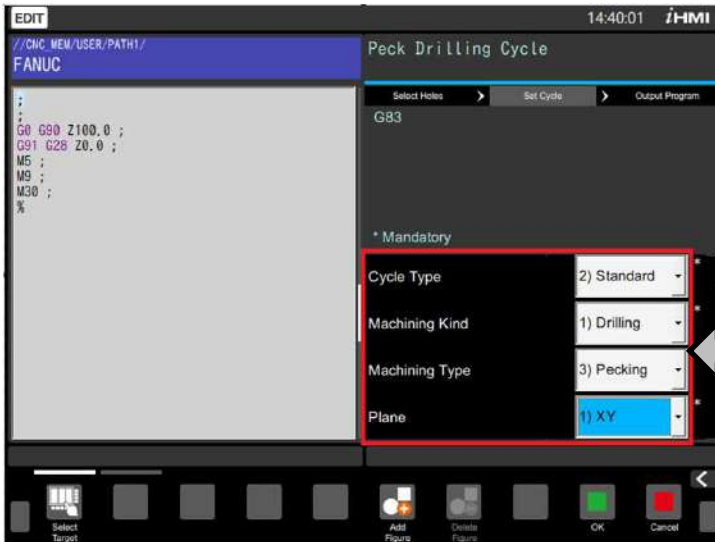 EDIT
14:40:01 iHMI
//CNC_MEM/USER/PATH1/
FANUC
Peck Drilling Cycle
Select Holes > Set Cycle > Output Program
;
;
G0 G90 Z100.0 ;
G91 G28 Z0.0 ;
M5 ;
M9 ;
M30 ;
%
G83
* Mandatory
Cycle Type 2) Standard *
Machining Kind 1) Drilling *
Machining Type 3) Pecking
Plane 1) XY *
<
Select
Target
Add
Figure
Delete
Figure
OK
Cancel